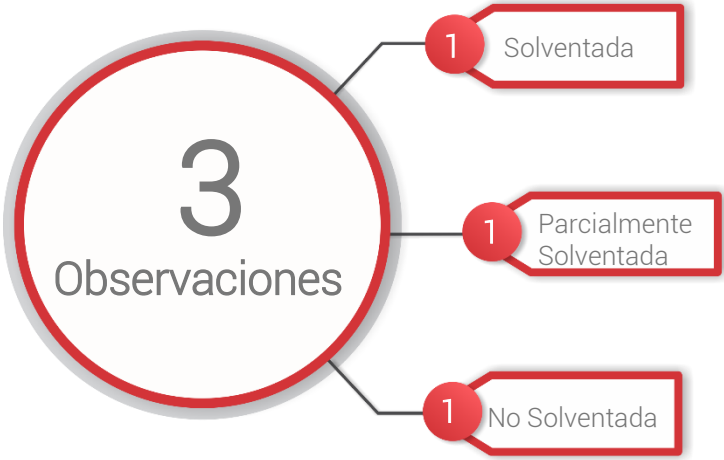 3
Observaciones
1
Solventada
1
Parcialmente
Solventada
1
No Solventada